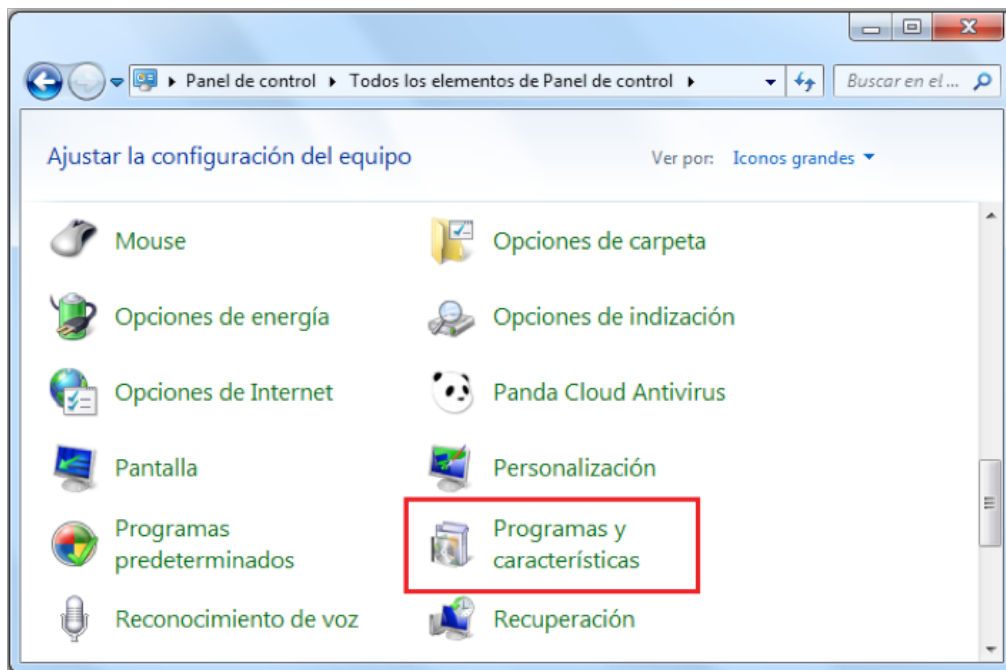 Panel de control Todos los elementos de Panel de control Buscar en el ...
Ajustar la configuración del equipo Ver por: Iconos grandes
Mouse Opciones de carpeta
Opciones de energía Opciones de indización
Opciones de Internet Panda Cloud Antivirus
Pantalla Personalización
Programas Programas y
predeterminados características
Reconocimiento de voz Recuperación